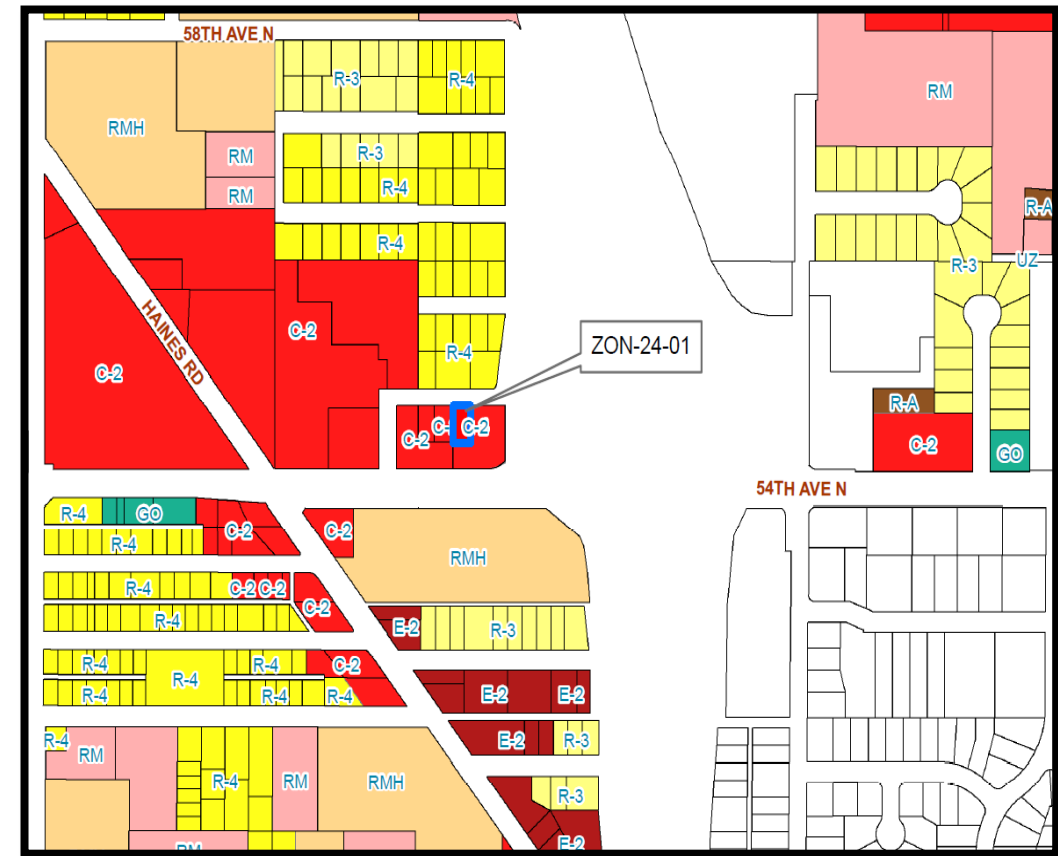 58TH AVE N
R-3
R-4
RM
RMH
RM
R-3
RM
R-4
R-A
R-4
R-3
UZ
HAINES RD
C-2
R-4
ZON-24-01
C-2
R-A
C-2
C-2
C-2
GO
54TH AVE N
R-4
GO
C-2
C-2
R-4
RMH
R-4
C-2
C-2
C-2
R-4
E-2
R-3
R-4
R-4
C-2
R-4
R-4
R-4
R-4
E-2
E-2
R-4
E-2
R-3
RM
R-4
RM
RMH
R-3
E-2